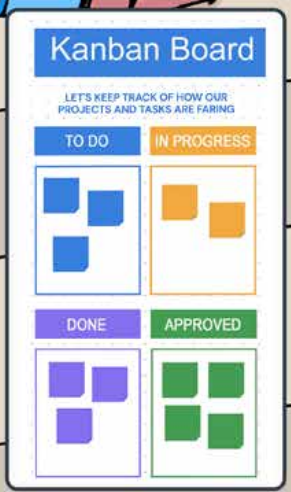 Kanban Board
LET'S KEEP TRACK OF HOW OUR
PROJECTS AND TASKS ARE FARING
TO DO
IN PROGRESS
DONE
APPROVED